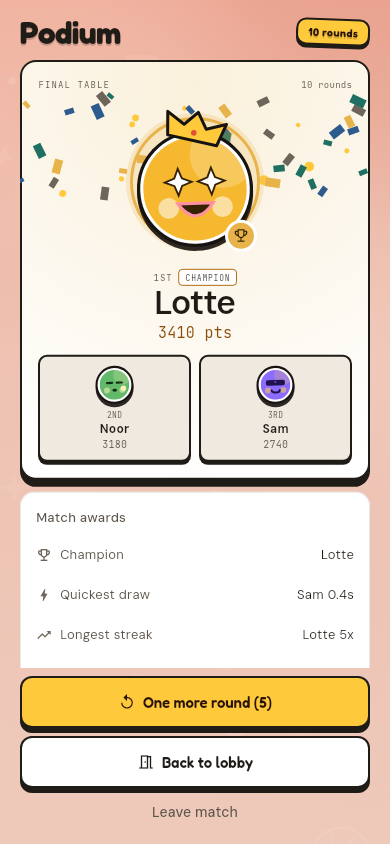 Podium
10 rounds
FINAL TABLE
10 rounds
1ST CHAMPION
Lotte
3410 pts
2ND
Noor
3180
3RD
Sam
2740
Match awards
Champion Lotte
Quickest draw Sam 0.4s
Longest streak Lotte 5x
One more round (5)
Back to lobby
Leave match